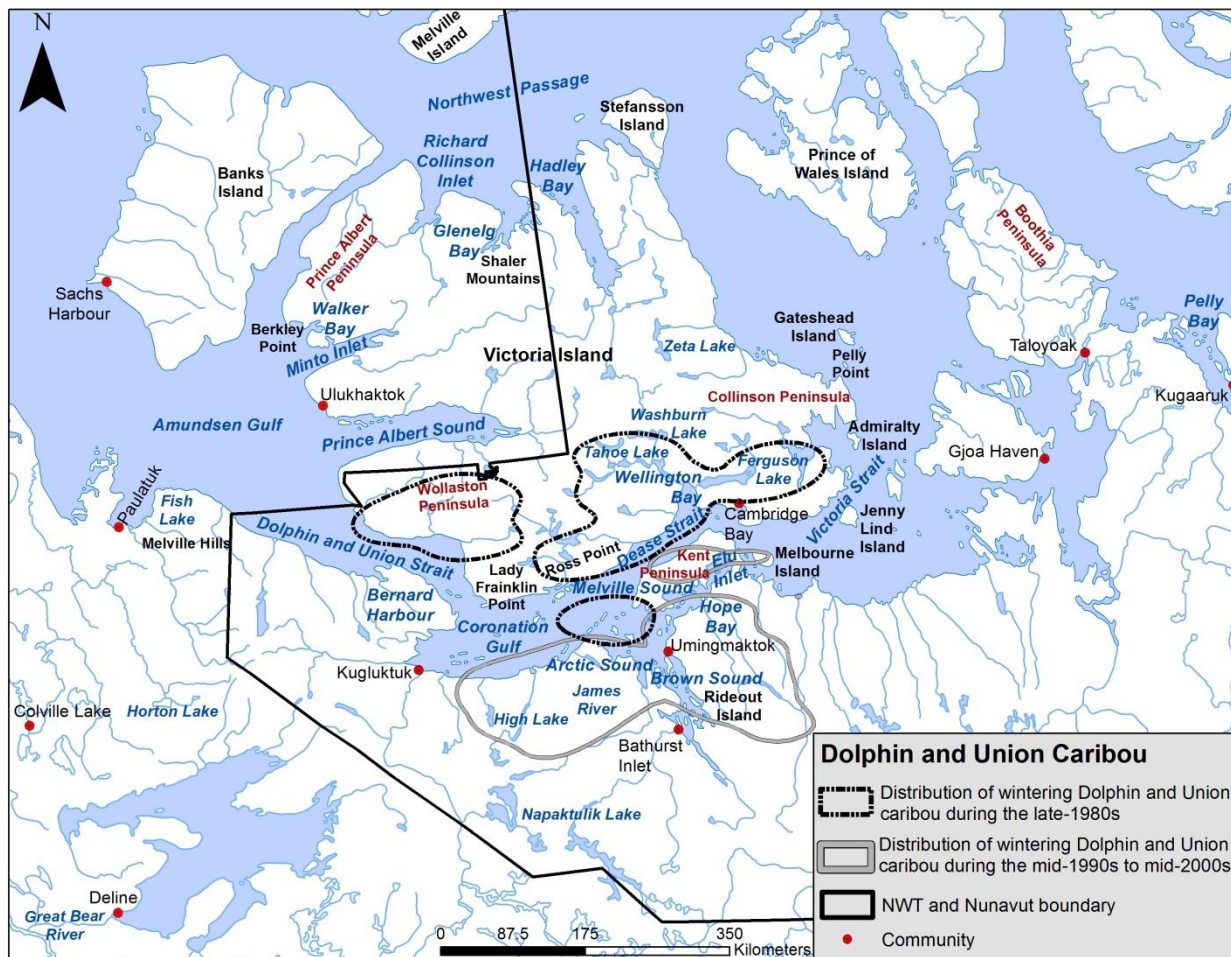 N
Melville
Island
Northwest Passage
Stefansson
Island
Richard
Collinson
Inlet
Hadley
Bay
Prince of
Wales Island
Banks
Island
Prince Albert
Peninsula
Glenelg
Bay
Shaler
Mountains
Boothia
Peninsula
Sachs
Harbour
Walker
Bay
Berkley
Point
Minto Inlet
Pelly
Bay
Gateshead
Island
Zeta Lake
Pelly
Point
Taloyoak
Victoria Island
Kugaaruk
Ulukhaktok
Collinson Peninsula
Amundsen Gulf
Prince Albert Sound
Washburn
Lake
Admiralty
Island
Tahoe Lake
Ferguson
Lake
Gjoa Haven
Wellington
Bay
Wollaston
Peninsula
Paulatuk
Fish
Lake
Melville Hills
Cambridge
Bay
Victoria Strait
Jenny
Lind
Island
Dolphin and Union Strait
Dease Strait
Ross Point
Kent
Peninsula
Elu
Inlet
Melbourne
Island
Lady
Frainklin
Point
Melville Sound
Bernard
Harbour
Hope
Bay
Coronation
Gulf
Umingmaktok
Kugluktuk
Arctic Sound
Brown Sound
James
River
Rideout
Island
Colville Lake
Horton Lake
High Lake
Bathurst
Inlet
Napaktulik Lake
Deline
Great Bear
River
0 87.5 175 350
Kilometers
Dolphin and Union Caribou
Distribution of wintering Dolphin and Union
caribou during the late-1980s
Distribution of wintering Dolphin and Union
caribou during the mid-1990s to mid-2000s
NWT and Nunavut boundary
Community